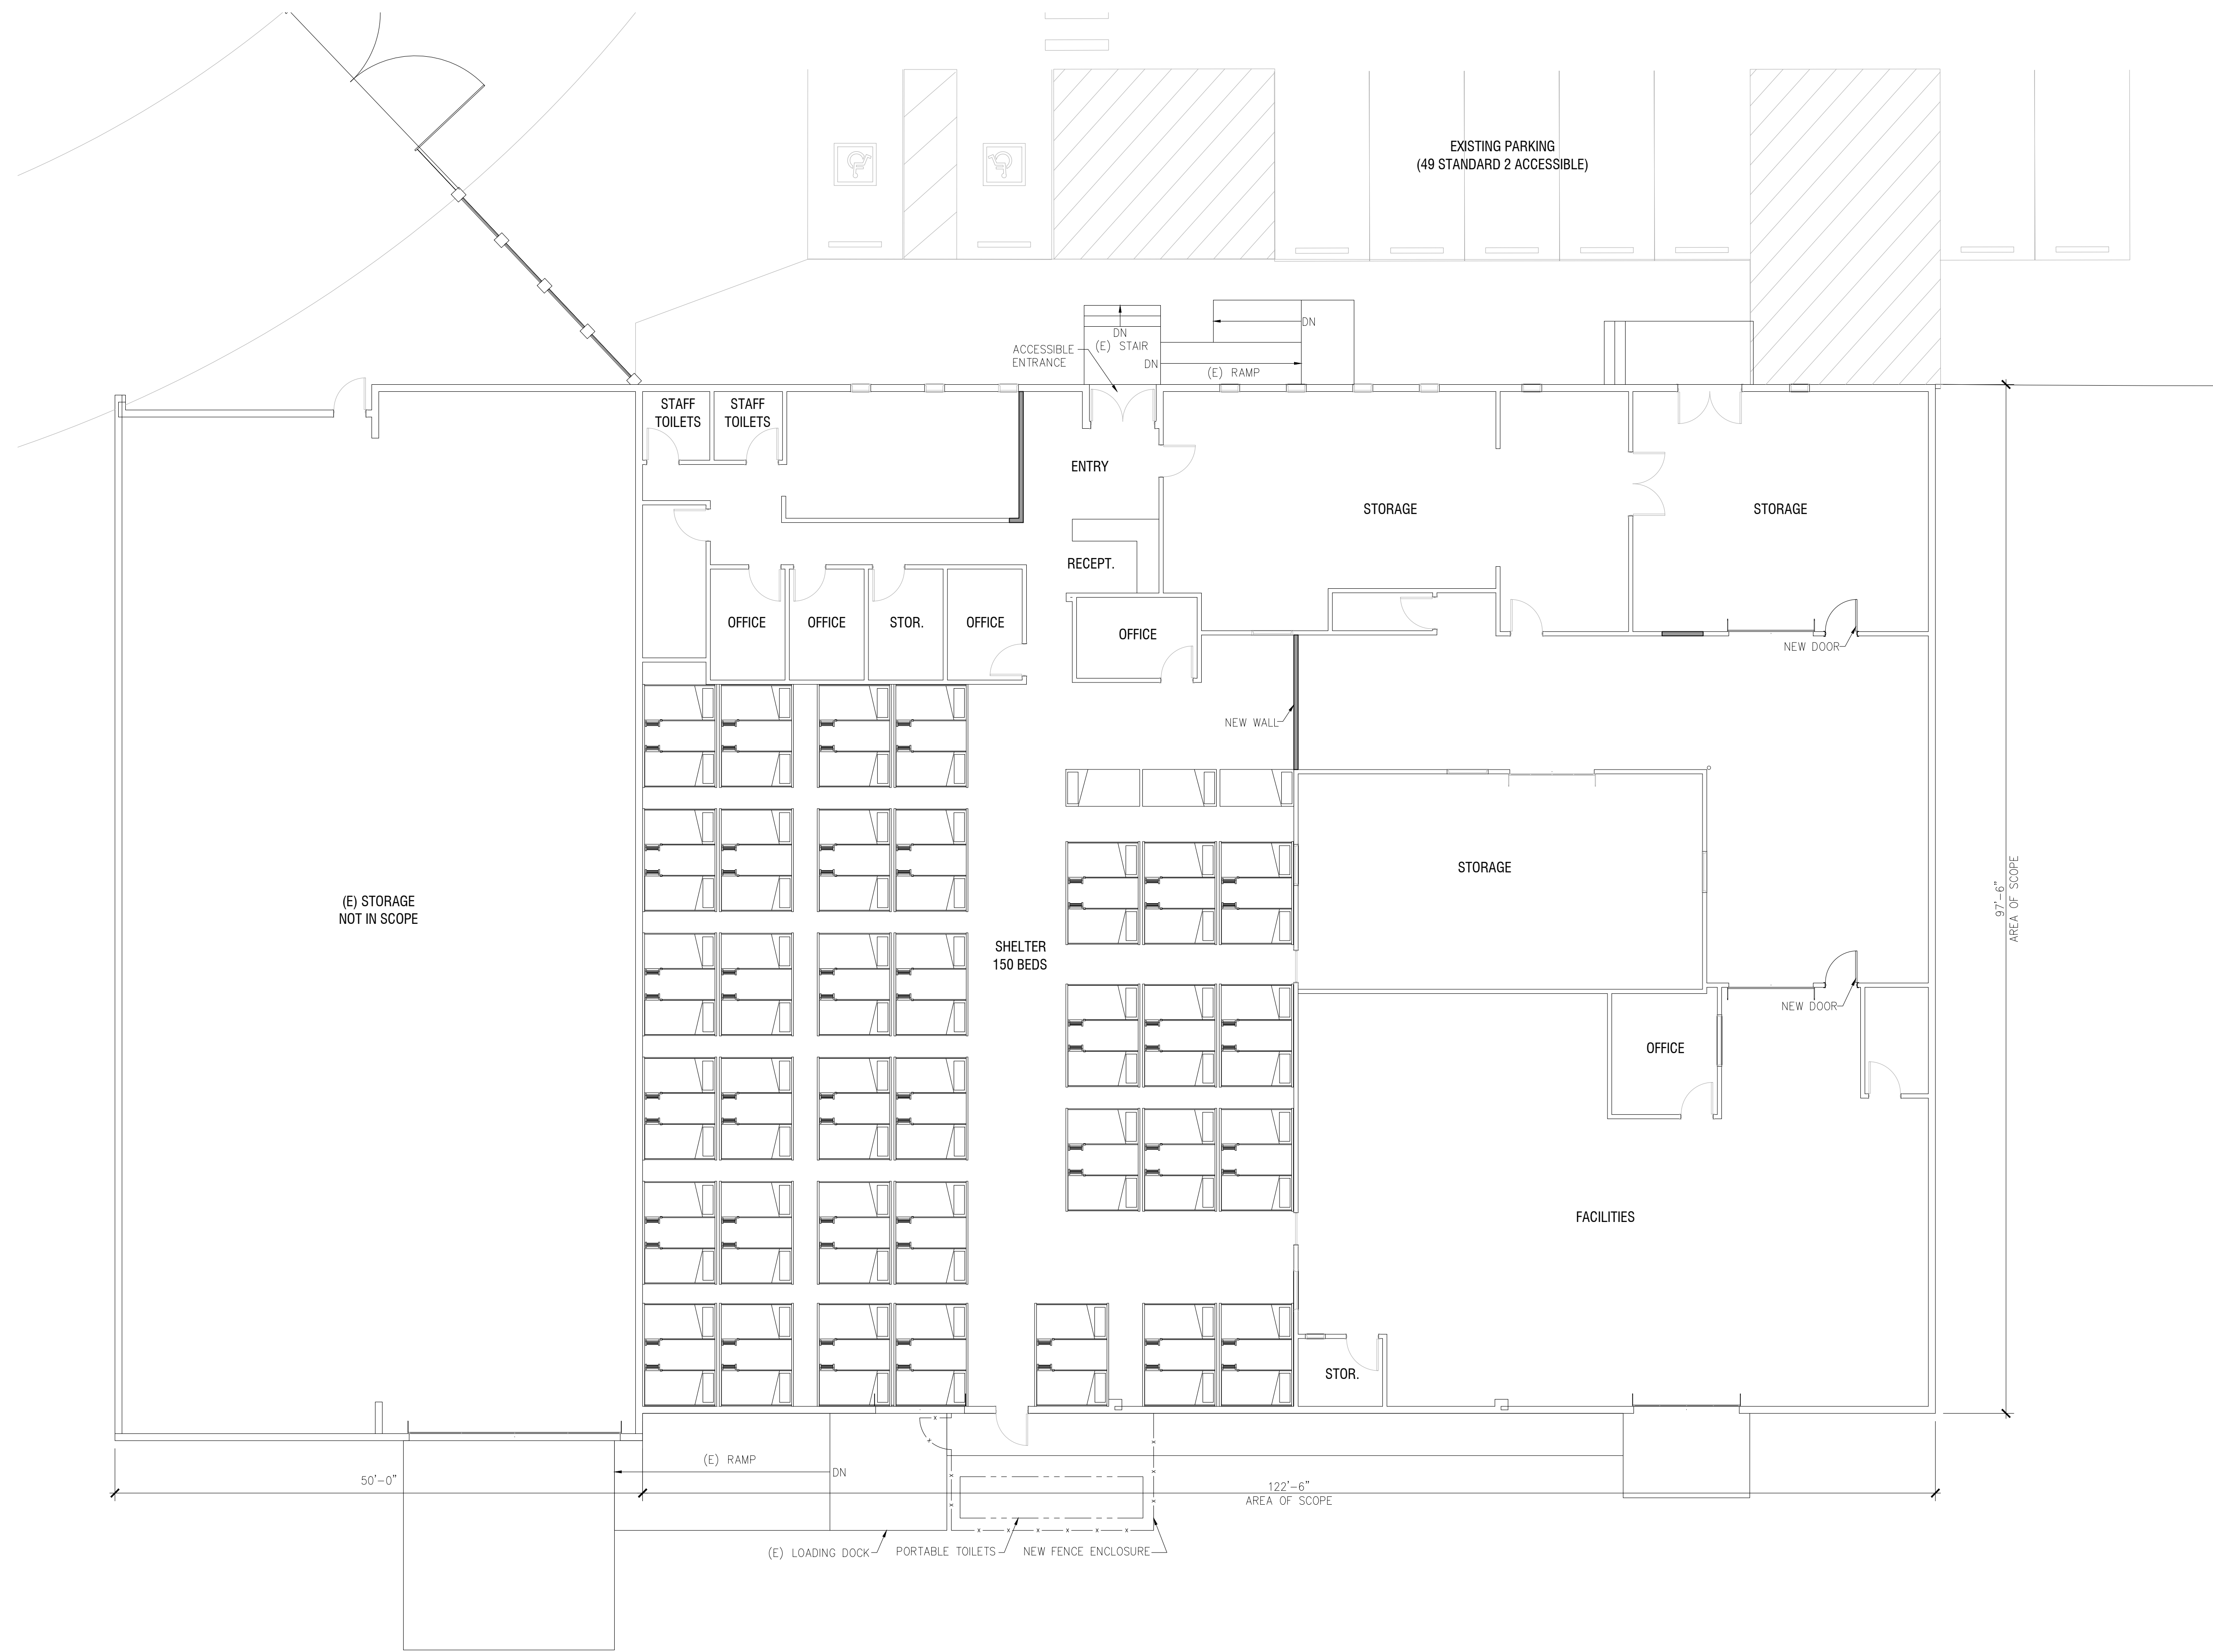 EXISTING PARKING
(49 STANDARD 2 ACCESSIBLE)
DN
DN
(E) STAIR
ACCESSIBLE
ENTRANCE
DN
(E) RAMP
STAFF
TOILETS
STAFF
TOILETS
ENTRY
STORAGE
STORAGE
RECEPT.
OFFICE
OFFICE
STOR.
OFFICE
OFFICE
NEW DOOR
NEW WALL
STORAGE
(E) STORAGE
NOT IN SCOPE
SHELTER
150 BEDS
97'-6"
AREA OF SCOPE
NEW DOOR
OFFICE
FACILITIES
STOR.
(E) RAMP
DN
50'-0"
122'-6"
AREA OF SCOPE
(E) LOADING DOCK
PORTABLE TOILETS
NEW FENCE ENCLOSURE